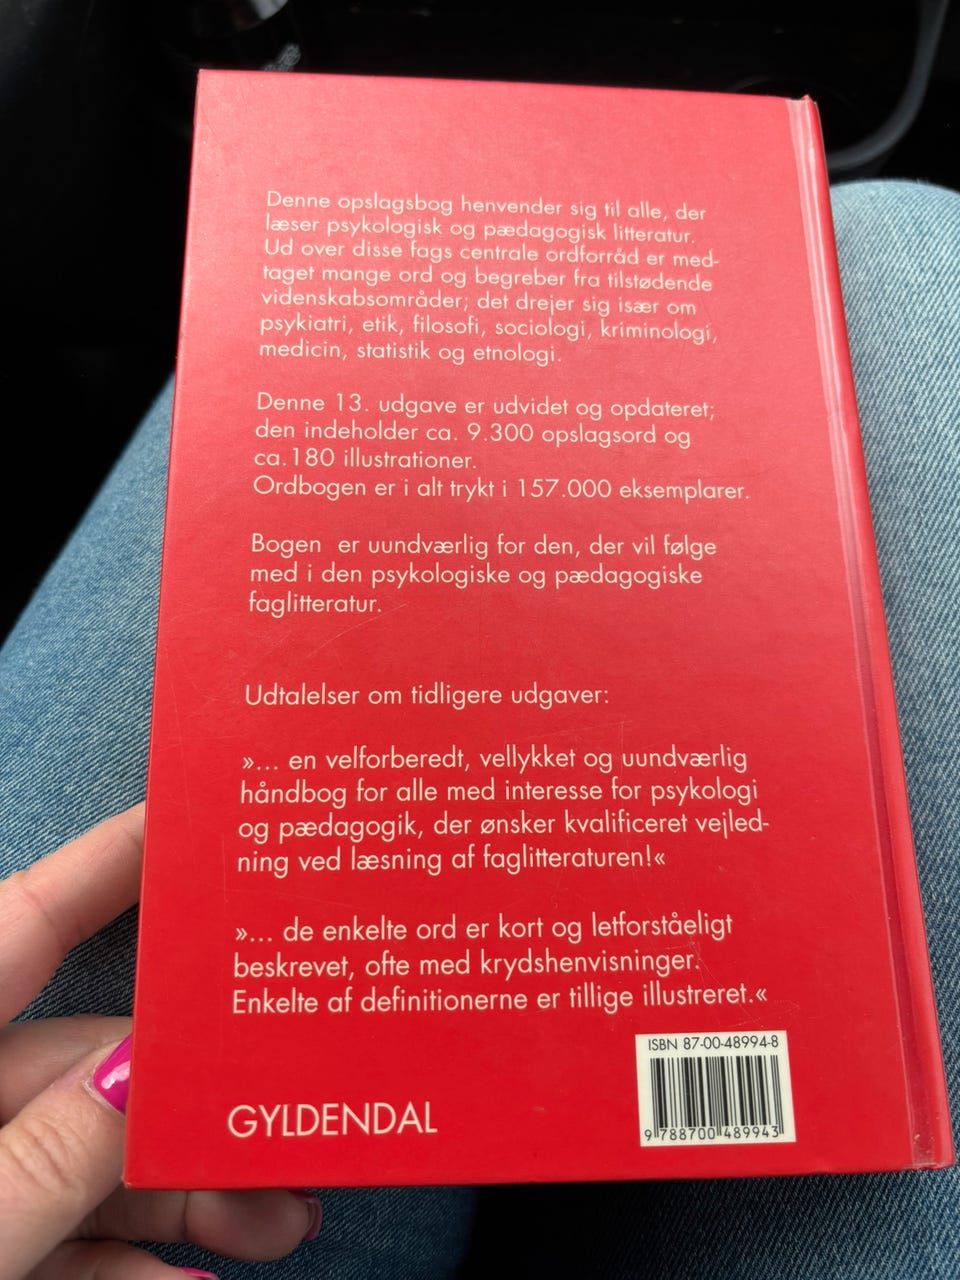 Denne opslagsbog henvender sig til alle, der
læser psykologisk og pædagogisk litteratur.
Ud over disse fags centrale ordforråd er med-
taget mange ord og begreber fra tilstødende
videnskabsområder; det drejer sig især om
psykiatri, etik, filosofi, sociologi, kriminologi,
medicin, statistik og etnologi.
Denne 13. udgave er udvidet og opdateret;
den indeholder ca. 9.300 opslagsord og
ca.180 illustrationer.
Ordbogen er i alt trykt i 157.000 eksemplarer.
Bogen er uundværlig for den, der vil følge
med i den psykologiske og pædagogiske
faglitteratur.
Udtalelser om tidligere udgaver:
»... en velforberedt, vellykket og uundværlig
håndbog for alle med interesse for psykologi
og pædagogik, der ønsker kvalificeret vejled-
ning ved læsning af faglitteraturen!«
»... de enkelte ord er kort og letforståeligt
beskrevet, ofte med krydshenvisninger.
Enkelte af definitionerne er tillige illustreret.«
ISBN 87-00-48994-8
9 788700 489943
GYLDENDAL